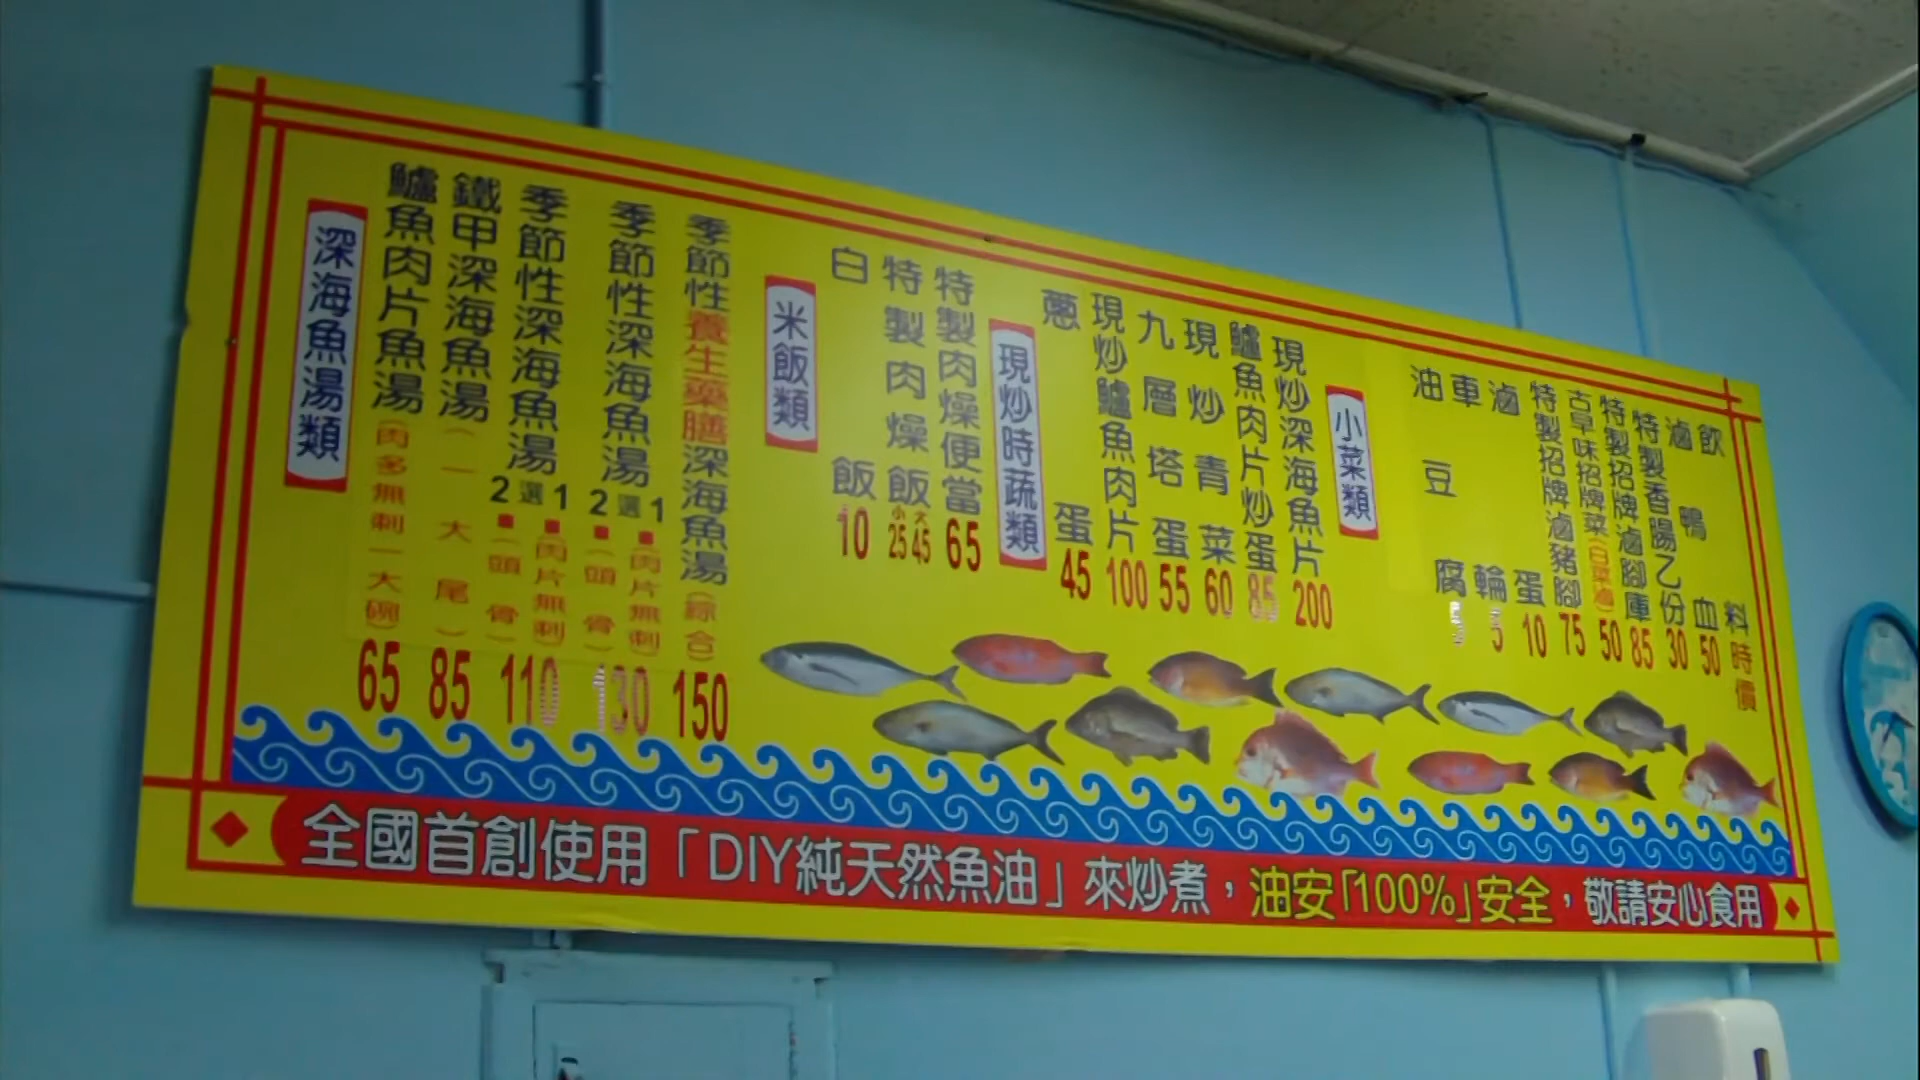 深海魚湯類
鱸魚肉片魚湯（肉多無刺一大碗）65
鐵甲深海魚湯（一大尾）85
季節性深海魚湯 2選1 ■（頭骨） ■（肉片無刺）110
季節性深海魚湯 2選1 ■（頭骨） ■（肉片無刺）130
季節性養生藥膳深海魚湯（綜合）150
米飯類
白飯 10
特製肉燥飯 小25 大45
特製肉燥便當 65
現炒時蔬類
蔥蛋 45
現炒鱸魚肉片 100
九層塔蛋 55
現炒青菜 60
鱸魚肉片炒蛋 85
現炒深海魚片 200
小菜類
油豆腐 5
車輪 5
滷蛋 10
特製招牌滷豬腳 75
古早味招牌菜（白菜滷）50
特製招牌滷腳庫 85
特製香腸乙份 30
滷鴨血 50
飲料 時價
全國首創使用「DIY純天然魚油」來炒煮，油安「100%」安全，敬請安心食用